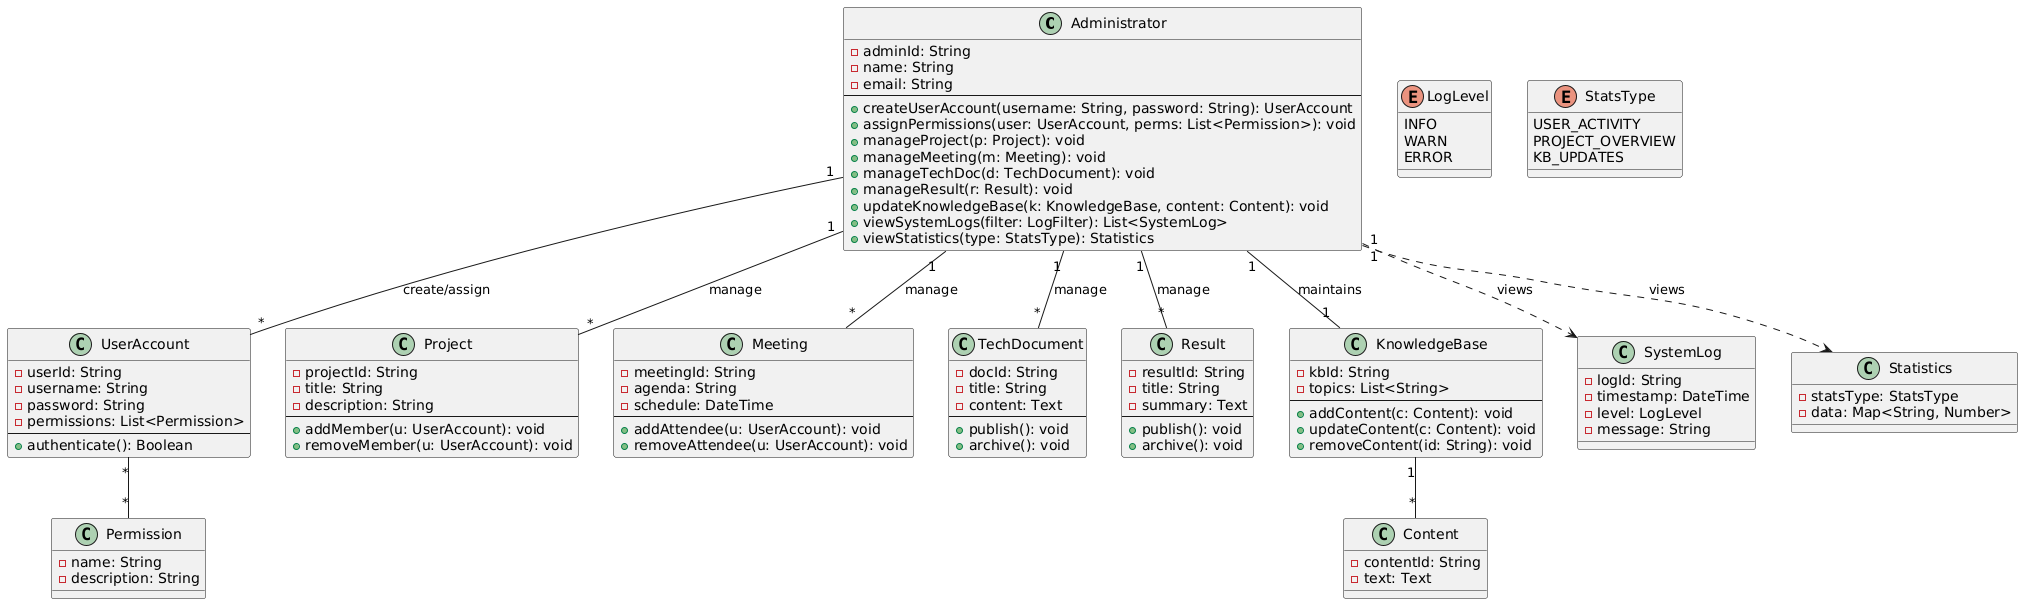 C Administrator
adminId: String
name: String
email: String
createUserAccount(username: String, password: String): UserAccount
assignPermissions(user: UserAccount, perms: List<Permission>): void
manageProject(p: Project): void
manageMeeting(m: Meeting): void
manageTechDoc(d: TechDocument): void
manageResult(r: Result): void
updateKnowledgeBase(k: KnowledgeBase, content: Content): void
viewSystemLogs(filter: LogFilter): List<SystemLog>
viewStatistics(type: StatsType): Statistics
E LogLevel
INFO
WARN
ERROR
E StatsType
USER_ACTIVITY
PROJECT_OVERVIEW
KB_UPDATES
1
create/assign
*
1
manage
*
1
manage
*
1
manage
*
1
manage
*
1
maintains
1
1
views
1
views
C UserAccount
userId: String
username: String
password: String
permissions: List<Permission>
authenticate(): Boolean
C Project
projectId: String
title: String
description: String
addMember(u: UserAccount): void
removeMember(u: UserAccount): void
C Meeting
meetingId: String
agenda: String
schedule: DateTime
addAttendee(u: UserAccount): void
removeAttendee(u: UserAccount): void
C TechDocument
docId: String
title: String
content: Text
publish(): void
archive(): void
C Result
resultId: String
title: String
summary: Text
publish(): void
archive(): void
C KnowledgeBase
kbId: String
topics: List<String>
addContent(c: Content): void
updateContent(c: Content): void
removeContent(id: String): void
C SystemLog
logId: String
timestamp: DateTime
level: LogLevel
message: String
C Statistics
statsType: StatsType
data: Map<String, Number>
*
*
1
*
C Permission
name: String
description: String
C Content
contentId: String
text: Text